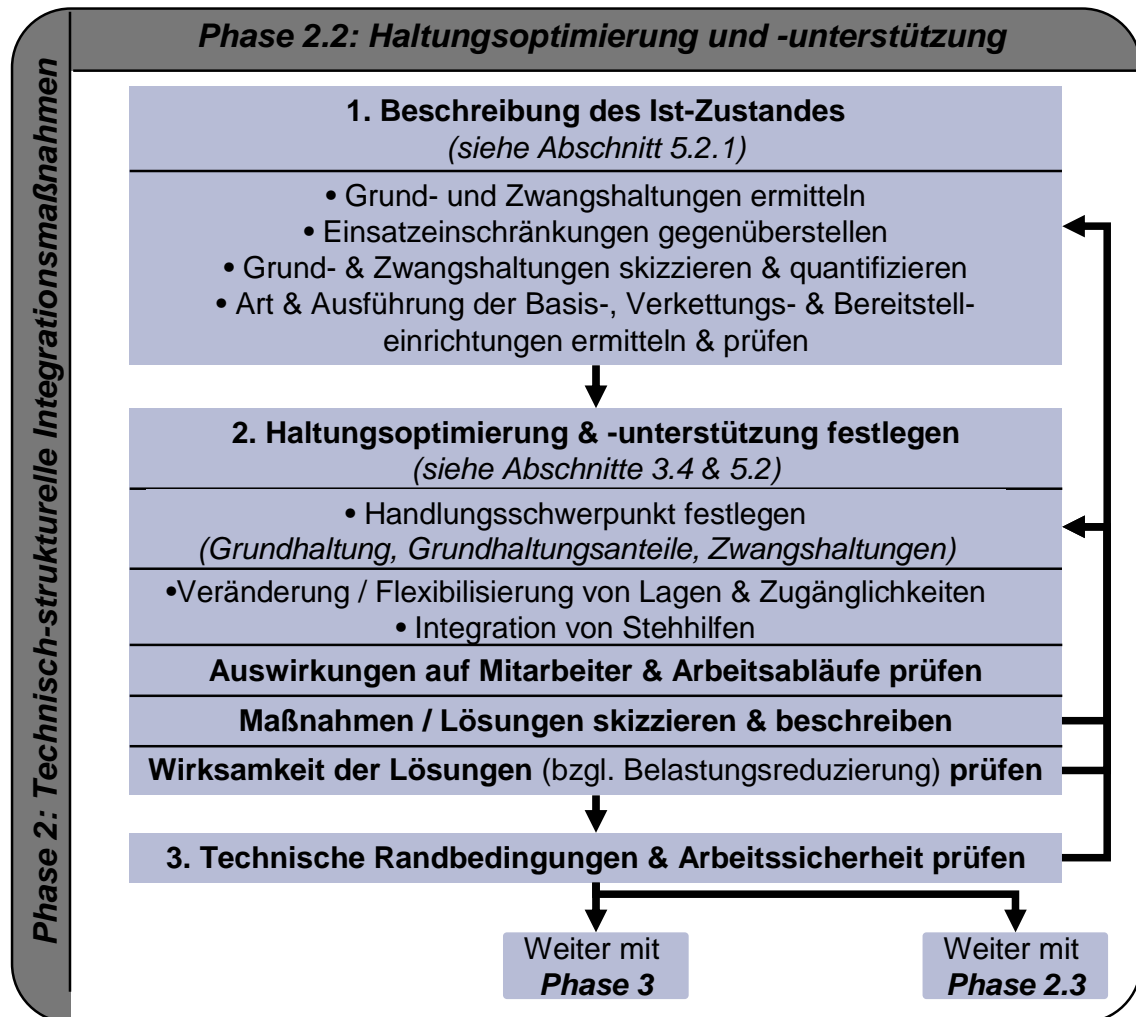 Phase 2.2: Haltungsoptimierung und -unterstützung
Phase 2: Technisch-strukturelle Integrationsmaßnahmen
1. Beschreibung des Ist-Zustandes
(siehe Abschnitt 5.2.1)
• Grund- und Zwangshaltungen ermitteln
• Einsatzeinschränkungen gegenüberstellen
• Grund- & Zwangshaltungen skizzieren & quantifizieren
• Art & Ausführung der Basis-, Verkettungs- & Bereitstell-
einrichtungen ermitteln & prüfen
2. Haltungsoptimierung & -unterstützung festlegen
(siehe Abschnitte 3.4 & 5.2)
• Handlungsschwerpunkt festlegen
(Grundhaltung, Grundhaltungsanteile, Zwangshaltungen)
•Veränderung / Flexibilisierung von Lagen & Zugänglichkeiten
• Integration von Stehhilfen
Auswirkungen auf Mitarbeiter & Arbeitsabläufe prüfen
Maßnahmen / Lösungen skizzieren & beschreiben
Wirksamkeit der Lösungen (bzgl. Belastungsreduzierung) prüfen
3. Technische Randbedingungen & Arbeitssicherheit prüfen
Weiter mit
Phase 3
Weiter mit
Phase 2.3